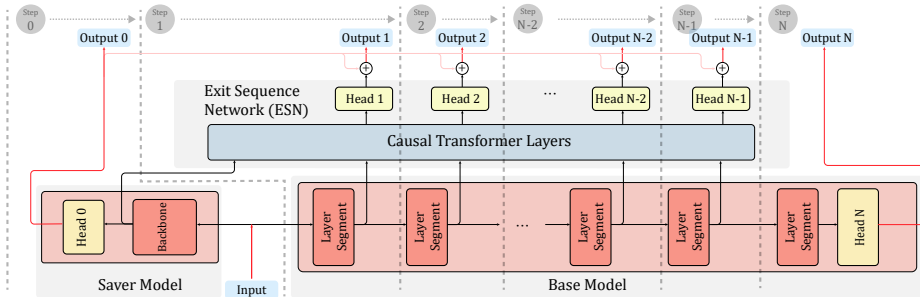 Step 0
Step 1
Step 2
Step N-2
Step N-1
Step N
Output 0
Output 1
Output 2
Output N-2
Output N-1
Output N
Exit Sequence
Network (ESN)
Head 1
Head 2
...
Head N-2
Head N-1
Causal Transformer Layers
Head 0
Backbone
Layer
Segment
Layer
Segment
...
Layer
Segment
Layer
Segment
Layer
Segment
Head N
Saver Model
Input
Base Model